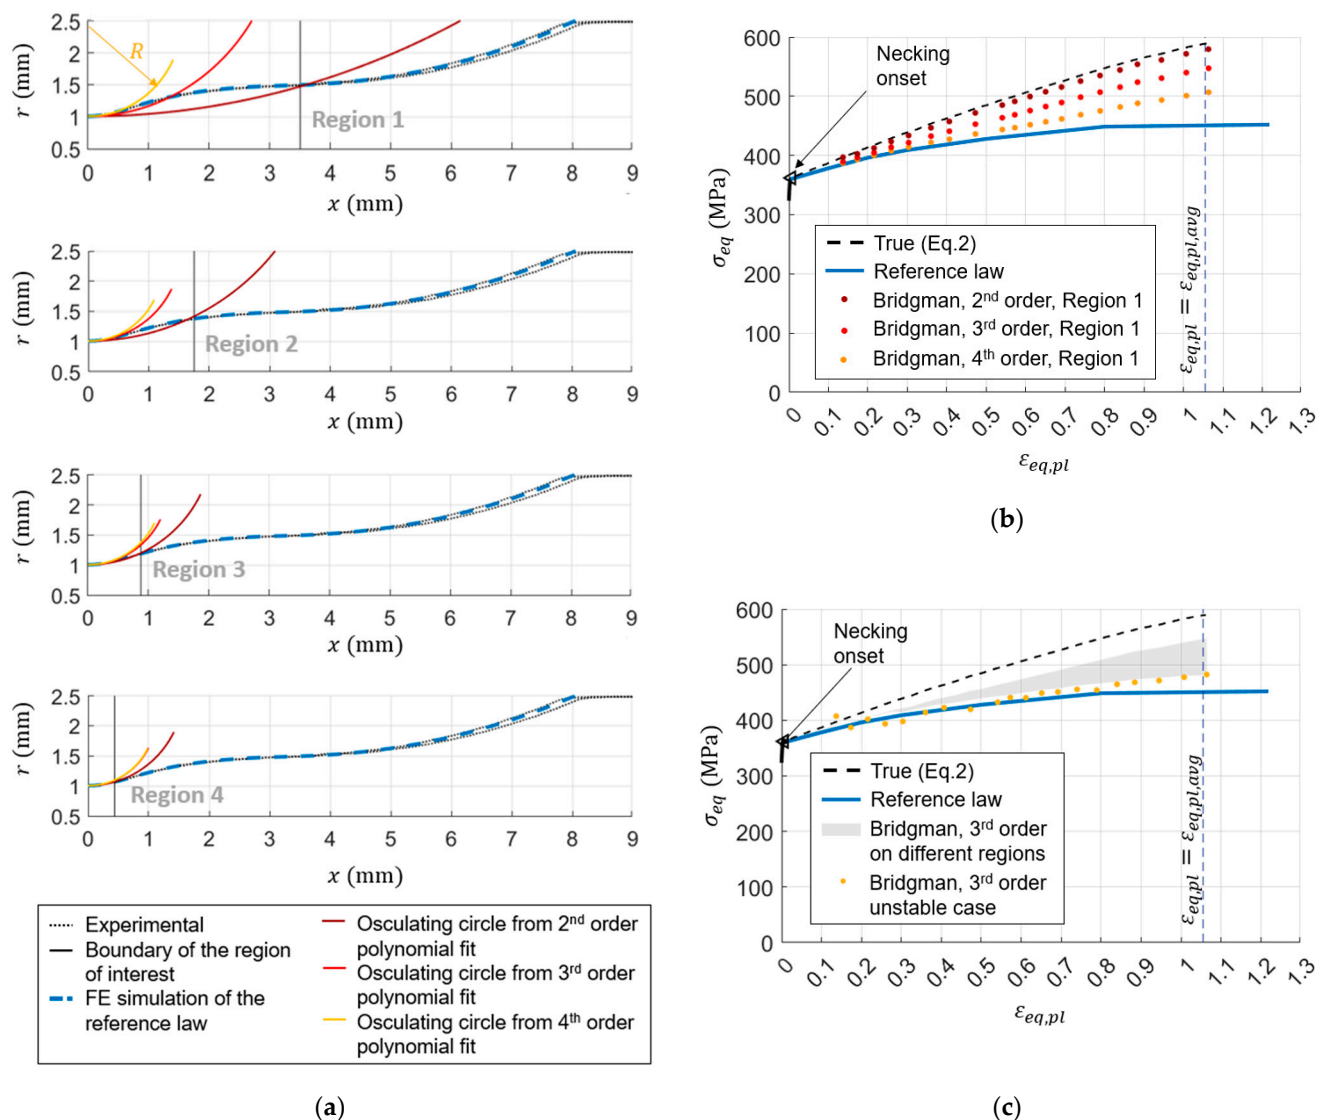 2.5
2
1.5
1
0.5
r (mm)
R
Region 1
0 1 2 3 4 5 6 7 8 9
x (mm)
2.5
2
1.5
1
0.5
r (mm)
Region 2
0 1 2 3 4 5 6 7 8 9
x (mm)
2.5
2
1.5
1
0.5
r (mm)
Region 3
0 1 2 3 4 5 6 7 8 9
x (mm)
2.5
2
1.5
1
0.5
r (mm)
Region 4
0 1 2 3 4 5 6 7 8 9
x (mm)
Experimental
Boundary of the region
of interest
FE simulation of the
reference law
Osculating circle from 2nd order
polynomial fit
Osculating circle from 3rd order
polynomial fit
Osculating circle from 4th order
polynomial fit
(a)
600
500
400
300
200
100
0
σeq (MPa)
Necking
onset
True (Eq.2)
Reference law
Bridgman, 2nd order, Region 1
Bridgman, 3rd order, Region 1
Bridgman, 4th order, Region 1
εeq,pl = εeq,pl,avg
0 0.1 0.2 0.3 0.4 0.5 0.6 0.7 0.8 0.9 1 1.1 1.2 1.3
εeq,pl
(b)
600
500
400
300
200
100
0
σeq (MPa)
Necking
onset
True (Eq.2)
Reference law
Bridgman, 3rd order
on different regions
Bridgman, 3rd order
unstable case
εeq,pl = εeq,pl,avg
0 0.1 0.2 0.3 0.4 0.5 0.6 0.7 0.8 0.9 1 1.1 1.2 1.3
εeq,pl
(c)